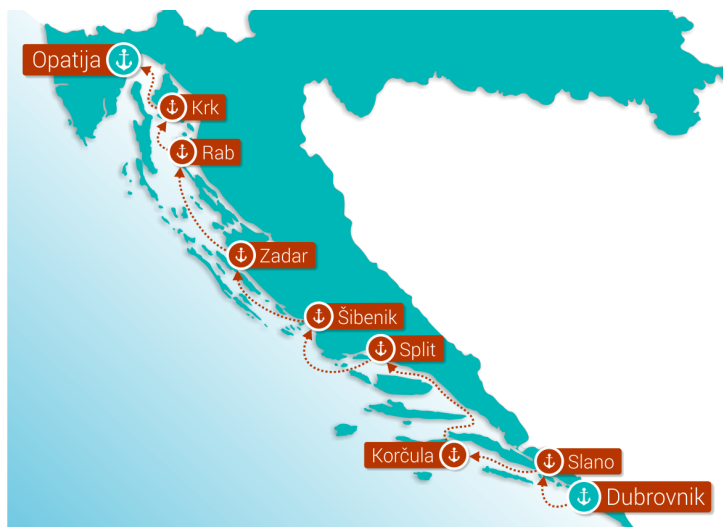 Opatija
Krk
Rab
Zadar
Šibenik
Split
Korčula
Slano
Dubrovnik